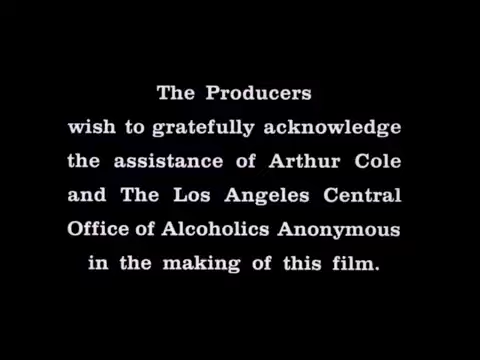 The Producers
wish to gratefully acknowledge
the assistance of Arthur Cole
and The Los Angeles Central
Office of Alcoholics Anonymous
in the making of this film.